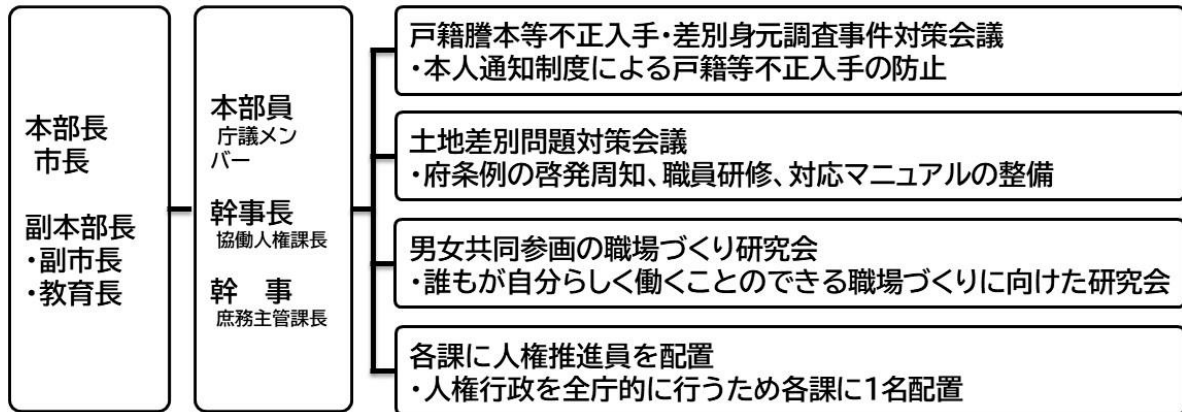 本部長
市長
副本部長
・副市長
・教育長
本部員
庁議メン
バー
幹事長
協働人権課長
幹　事
庶務主管課長
戸籍謄本等不正入手・差別身元調査事件対策会議
・本人通知制度による戸籍等不正入手の防止
土地差別問題対策会議
・府条例の啓発周知、職員研修、対応マニュアルの整備
男女共同参画の職場づくり研究会
・誰もが自分らしく働くことのできる職場づくりに向けた研究会
各課に人権推進員を配置
・人権行政を全庁的に行うため各課に1名配置